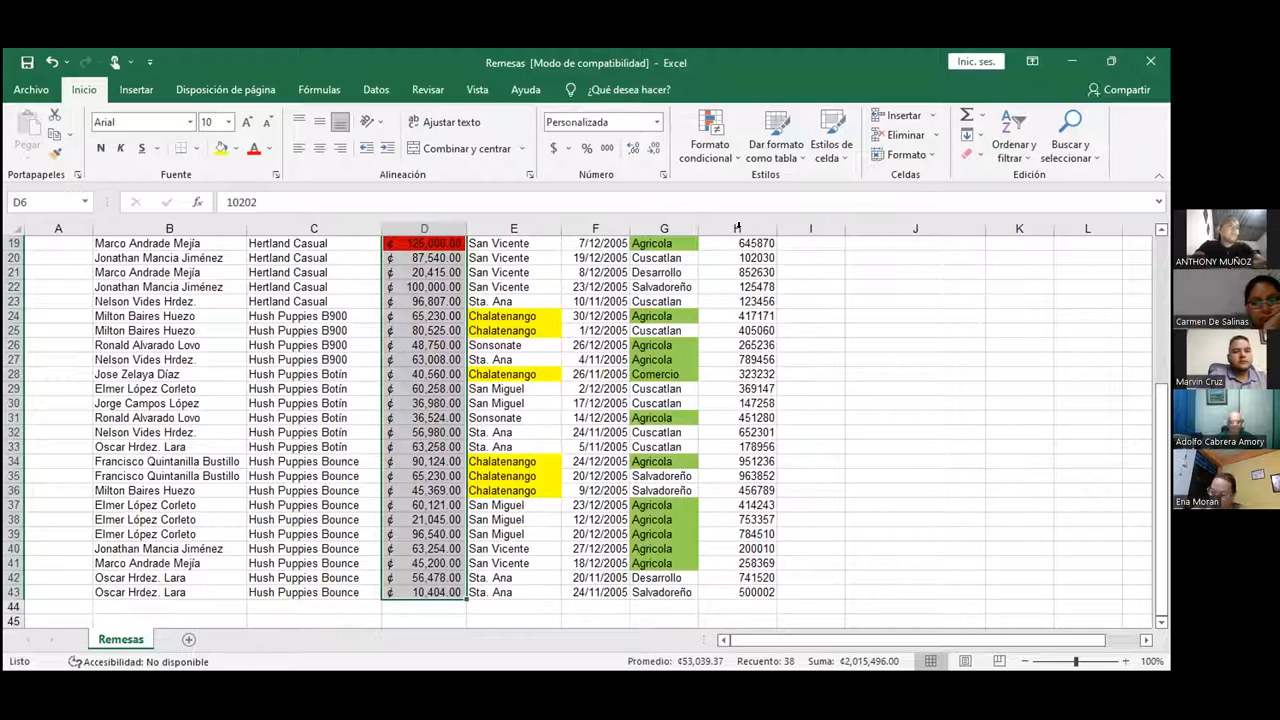 Remesas [Modo de compatibilidad] - Excel
Inic. ses.
Archivo Inicio Insertar Disposición de página Fórmulas Datos Revisar Vista Ayuda ¿Qué desea hacer? Compartir
Pegar Arial 10 Ajustar texto Personalizada Formato condicional Dar formato como tabla Estilos de celda Insertar Eliminar Formato Ordenar y filtrar Buscar y seleccionar
N K S A Combinar y centrar $ % 000
Portapapeles Fuente Alineación Número Estilos Celdas Edición
D6 fx 10202
A B C D E F G H I J K L
19 Marco Andrade Mejía Hertland Casual ¢ 125,000.00 San Vicente 7/12/2005 Agricola 645870
20 Jonathan Mancia Jiménez Hertland Casual ¢ 87,540.00 San Vicente 19/12/2005 Cuscatlan 102030
21 Marco Andrade Mejía Hertland Casual ¢ 20,415.00 San Vicente 8/12/2005 Desarrollo 852630
22 Jonathan Mancia Jiménez Hertland Casual ¢ 100,000.00 San Vicente 23/12/2005 Salvadoreño 125478
23 Nelson Vides Hrdez. Hertland Casual ¢ 96,807.00 Sta. Ana 10/11/2005 Cuscatlan 123456
24 Milton Baires Huezo Hush Puppies B900 ¢ 65,230.00 Chalatenango 30/12/2005 Agricola 417171
25 Milton Baires Huezo Hush Puppies B900 ¢ 80,525.00 Chalatenango 1/12/2005 Cuscatlan 405060
26 Ronald Alvarado Lovo Hush Puppies B900 ¢ 48,750.00 Sonsonate 26/12/2005 Agricola 265236
27 Nelson Vides Hrdez. Hush Puppies B900 ¢ 63,008.00 Sta. Ana 4/11/2005 Agricola 789456
28 Jose Zelaya Díaz Hush Puppies Botín ¢ 40,560.00 Chalatenango 26/11/2005 Comercio 323232
29 Elmer López Corleto Hush Puppies Botín ¢ 60,258.00 San Miguel 2/12/2005 Cuscatlan 369147
30 Jorge Campos López Hush Puppies Botín ¢ 36,980.00 San Miguel 17/12/2005 Cuscatlan 147258
31 Ronald Alvarado Lovo Hush Puppies Botín ¢ 36,524.00 Sonsonate 14/12/2005 Agricola 451280
32 Nelson Vides Hrdez. Hush Puppies Botín ¢ 56,980.00 Sta. Ana 24/11/2005 Cuscatlan 652301
33 Oscar Hrdez. Lara Hush Puppies Botín ¢ 63,258.00 Sta. Ana 5/11/2005 Cuscatlan 178956
34 Francisco Quintanilla Bustillo Hush Puppies Bounce ¢ 90,124.00 Chalatenango 24/12/2005 Agricola 951236
35 Francisco Quintanilla Bustillo Hush Puppies Bounce ¢ 65,230.00 Chalatenango 20/12/2005 Salvadoreño 963852
36 Milton Baires Huezo Hush Puppies Bounce ¢ 45,369.00 Chalatenango 9/12/2005 Salvadoreño 456789
37 Elmer López Corleto Hush Puppies Bounce ¢ 60,121.00 San Miguel 23/12/2005 Agricola 414243
38 Elmer López Corleto Hush Puppies Bounce ¢ 21,045.00 San Miguel 12/12/2005 Agricola 753357
39 Elmer López Corleto Hush Puppies Bounce ¢ 96,540.00 San Miguel 20/12/2005 Agricola 784510
40 Jonathan Mancia Jiménez Hush Puppies Bounce ¢ 63,254.00 San Vicente 27/12/2005 Agricola 200010
41 Marco Andrade Mejía Hush Puppies Bounce ¢ 45,200.00 San Vicente 18/12/2005 Agricola 258369
42 Oscar Hrdez. Lara Hush Puppies Bounce ¢ 56,478.00 Sta. Ana 20/11/2005 Desarrollo 741520
43 Oscar Hrdez. Lara Hush Puppies Bounce ¢ 10,404.00 Sta. Ana 24/11/2005 Salvadoreño 500002
44
45
Remesas
Listo Accesibilidad: No disponible Promedio: ¢53,039.37 Recuento: 38 Suma: ¢2,015,496.00 100%
ANTHONY MUÑOZ
Carmen De Salinas
Marvin Cruz
Adolfo Cabrera Amory
Ena Moran